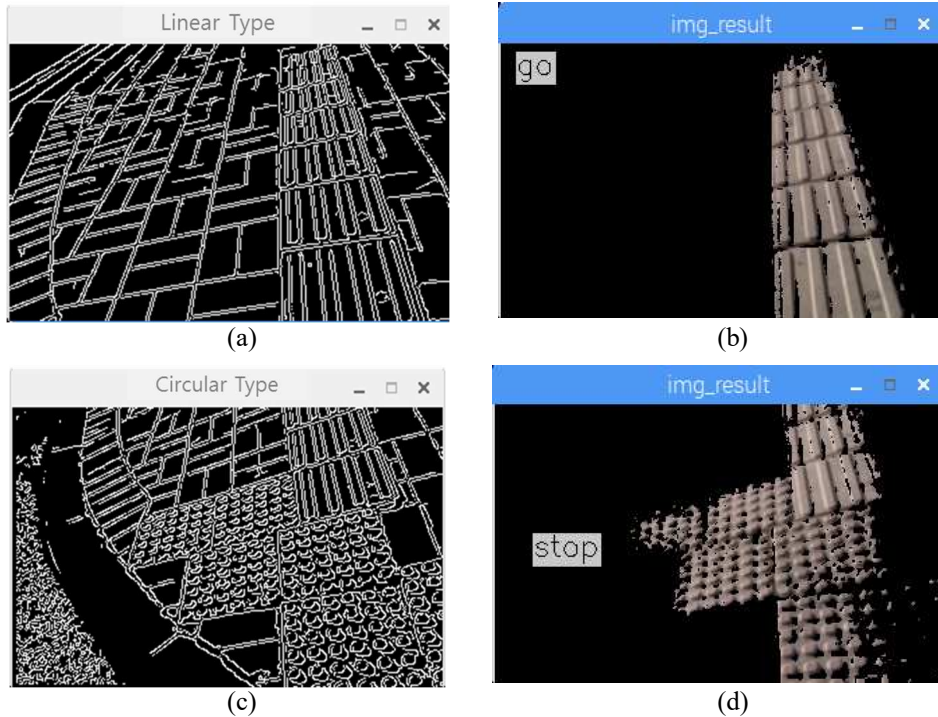 Linear Type
img_result
go
(a)
(b)
Circular Type
img_result
stop
(c)
(d)